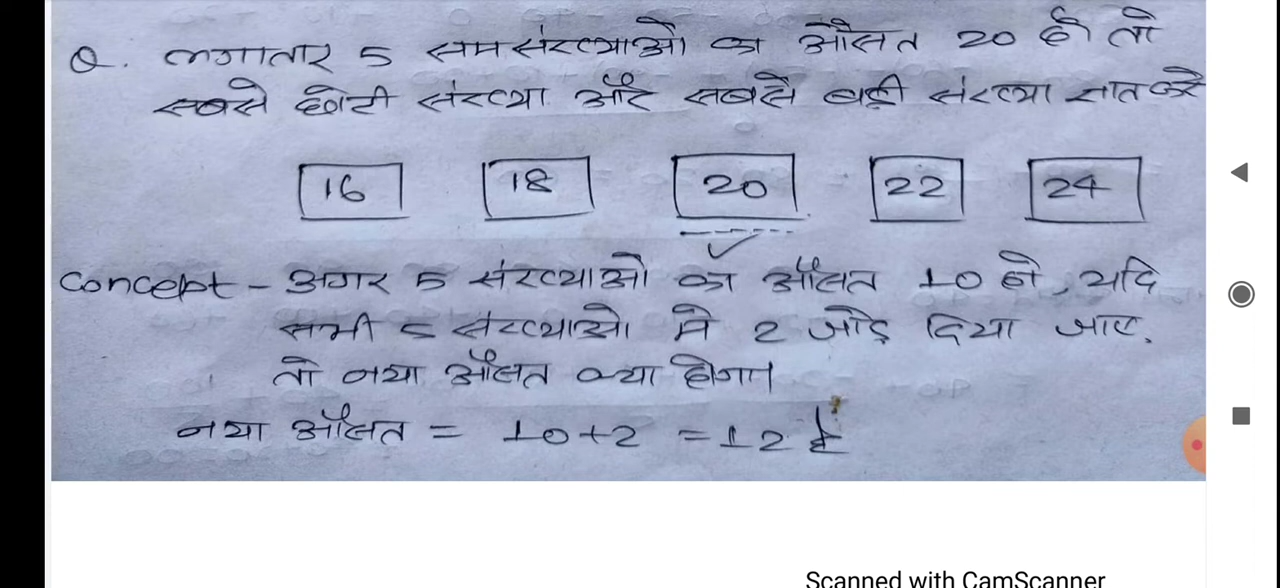 Q. लगातार 5 समसंख्याओं का औसत 20 है तो
सबसे छोटी संख्या और सबसे बड़ी संख्या ज्ञात करे
16 18 20 22 24
Concept - अगर 5 संख्याओ का औसत 10 हो, यदि
सभी 5 संख्याओ मे 2 जोड़ दिया जाए.
तो नया औसत क्या होगा।
नया औसत = 10+2 = 12 है
Scanned with CamScanner